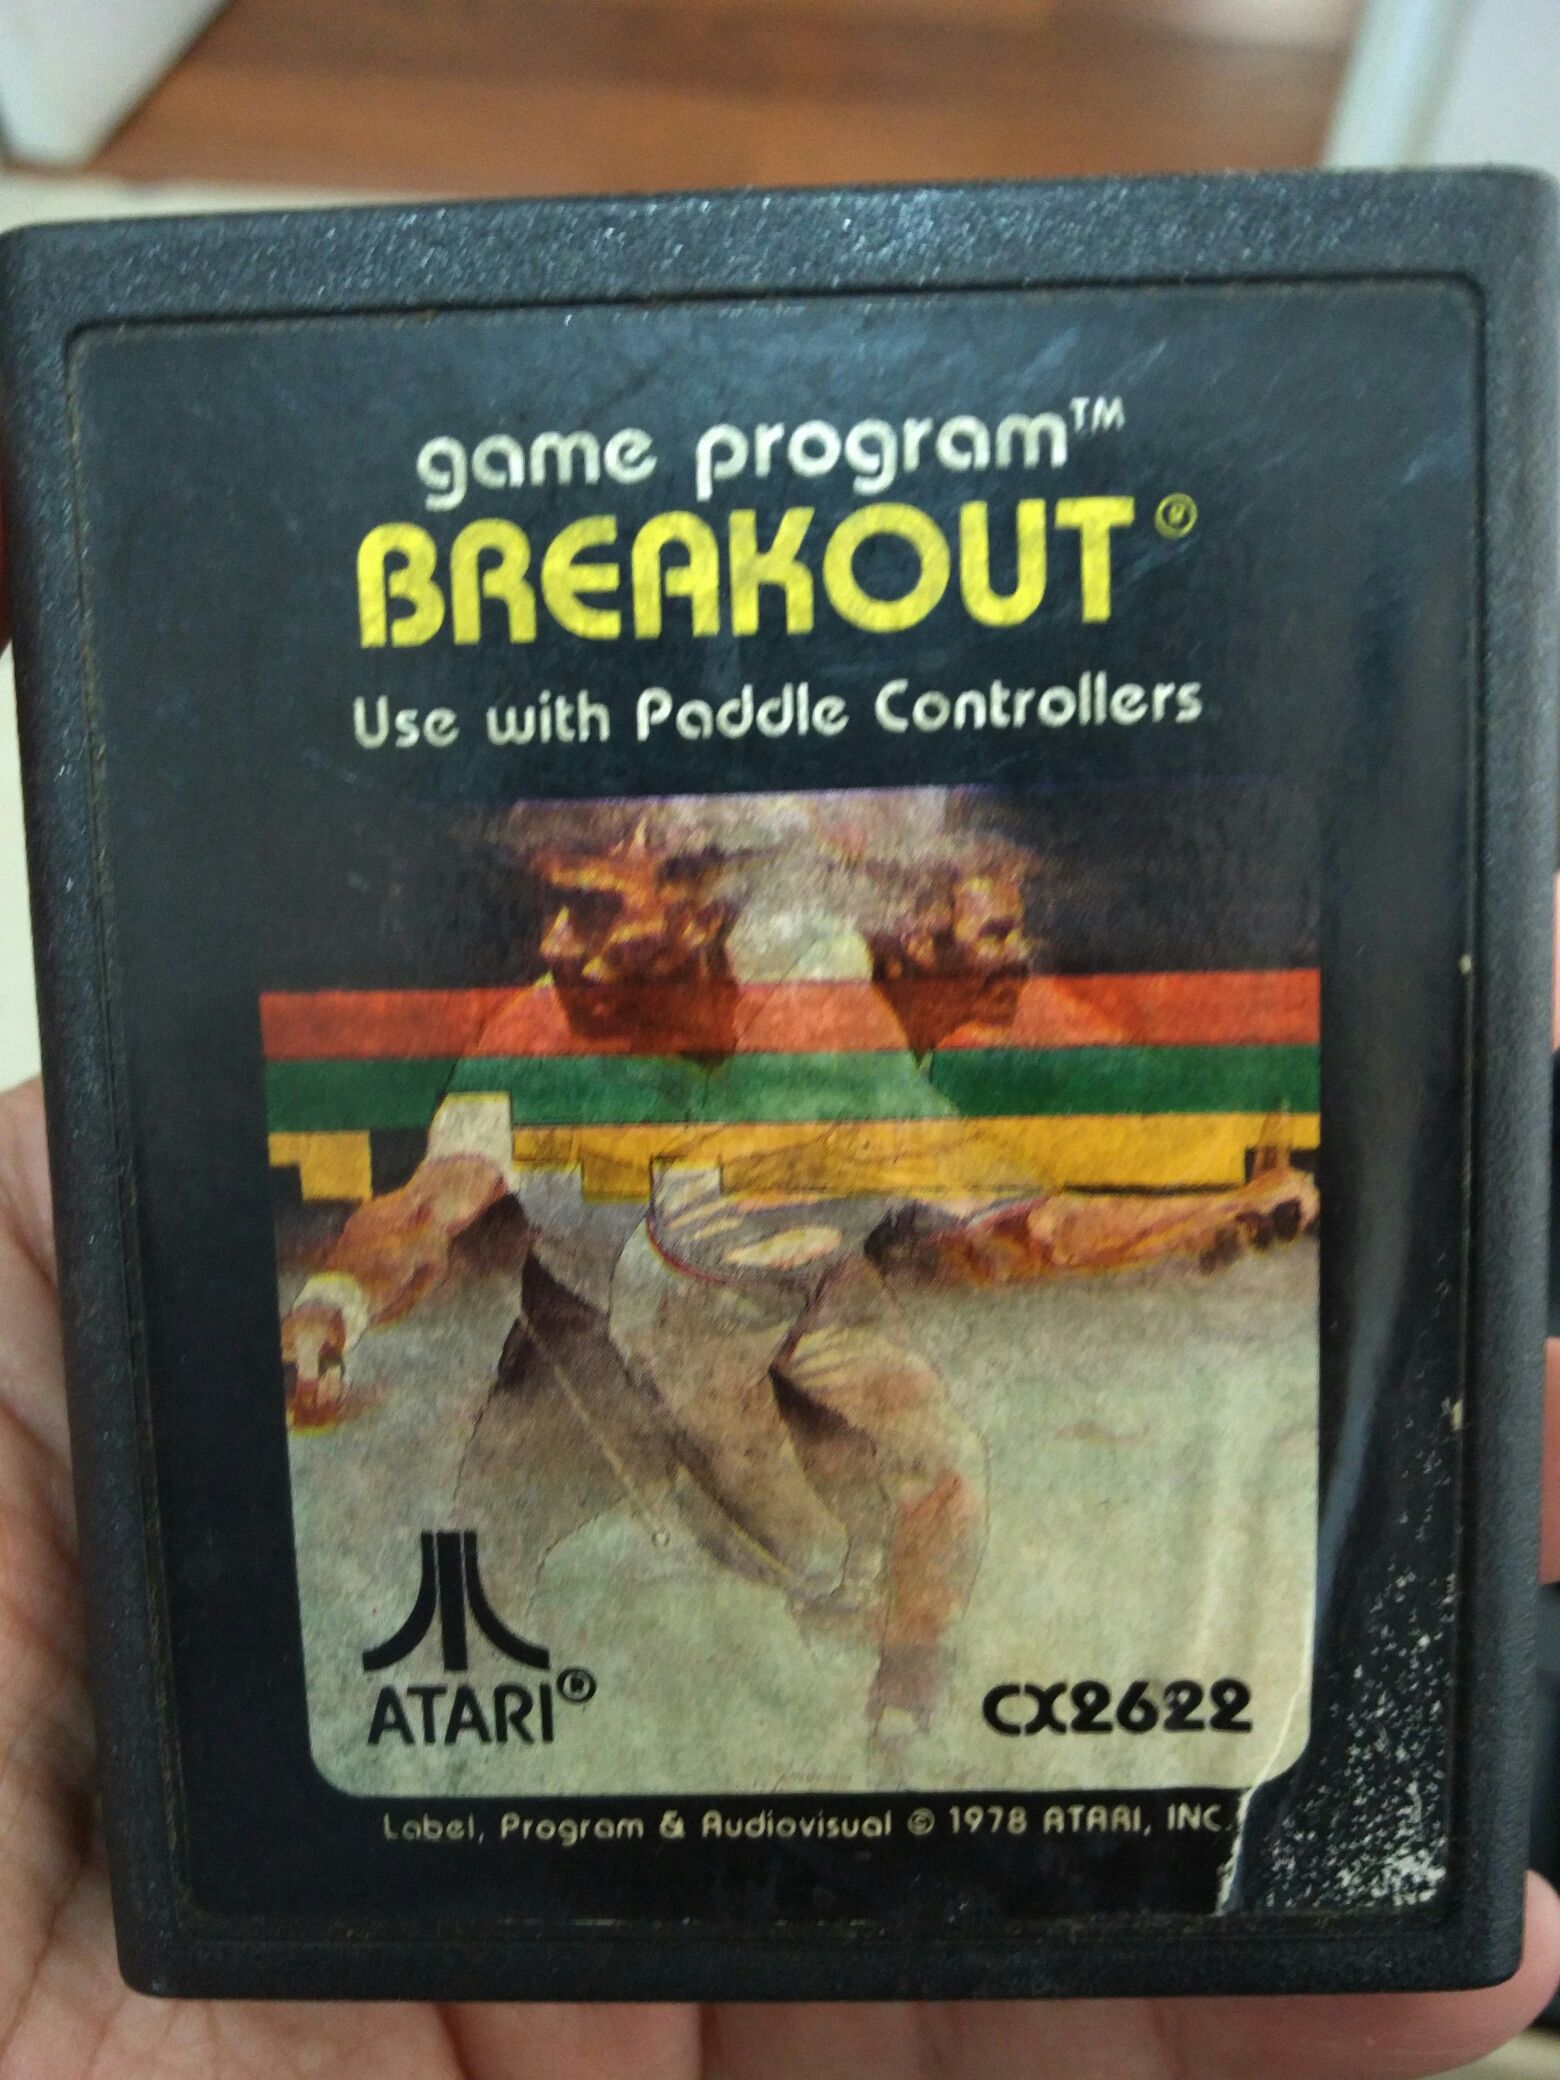 game program™
BREAKOUT®
Use with Paddle Controllers
ATARI®
CX2622
Label, Program & Audiovisual © 1978 ATARI, INC.